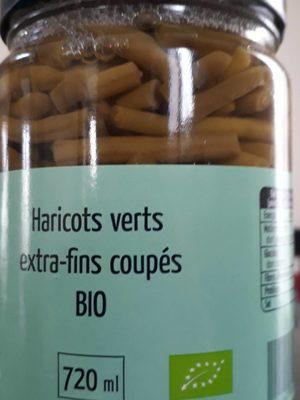 Haricots verts
extra-fins coupés
BIO
720 ml